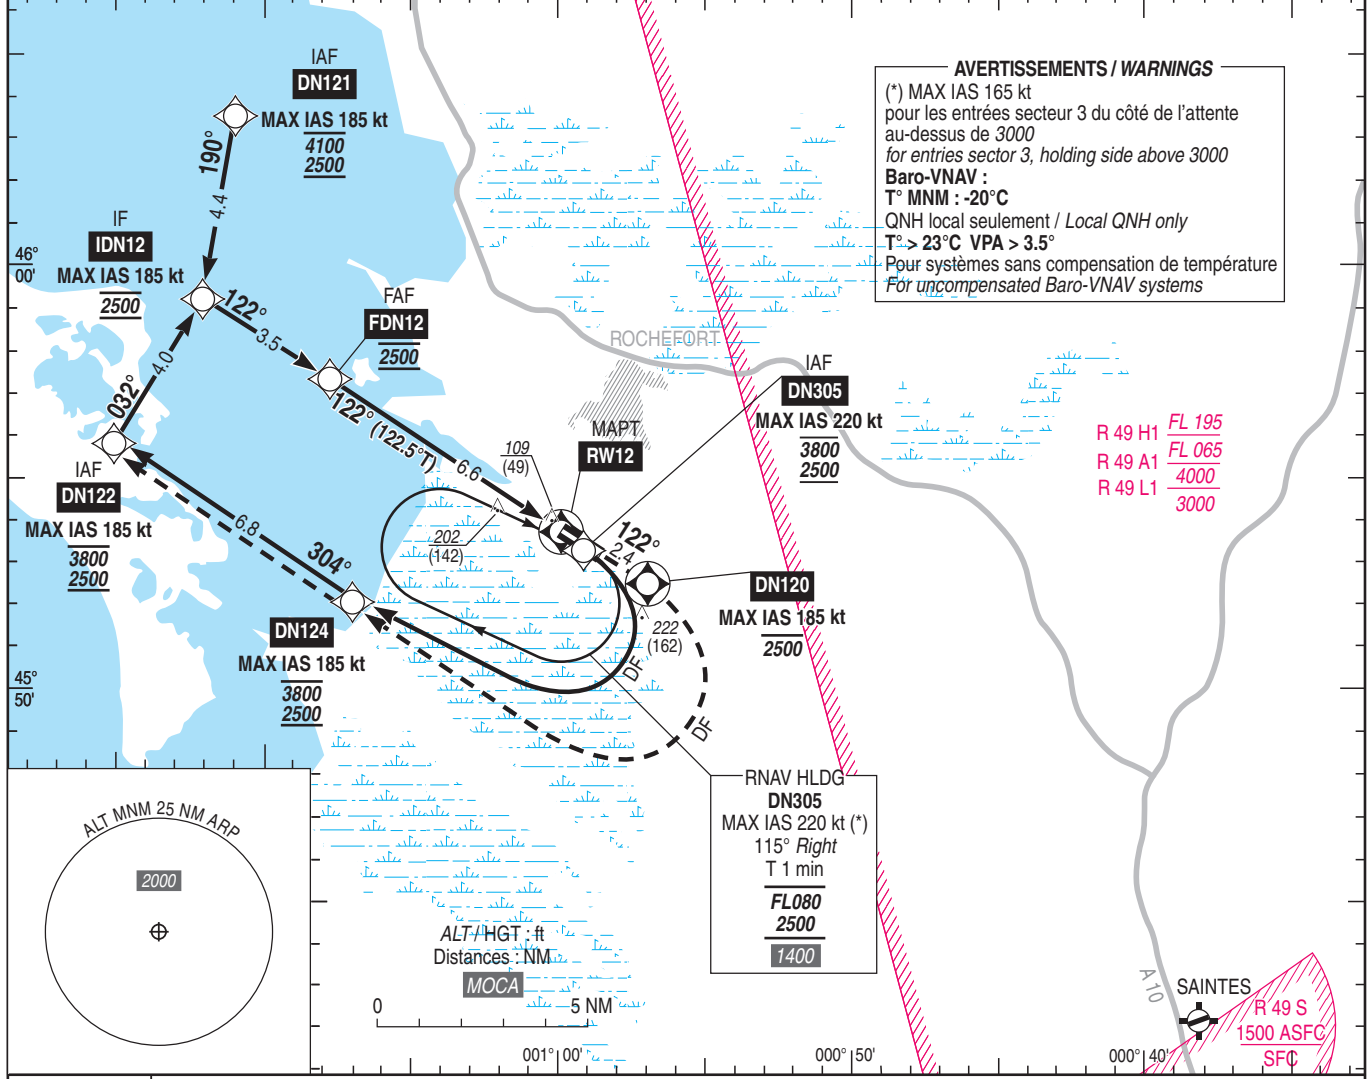 IAF
DN121
MAX IAS 185 kt
4100
2500
190°
4.4
IF
IDN12
MAX IAS 185 kt
2500
46°
00'
122°
3.5
FAF
FDN12
2500
032°
4.0
122° (122.5°T)
6.6
IAF
DN122
MAX IAS 185 kt
3800
2500
6.8
304°
DN124
MAX IAS 185 kt
3800
2500
45°
50'
ROCHEFORT
MAPT
RW12
109
(49)
202
(142)
122°
2.4
222
(162)
DF
DF
IAF
DN305
MAX IAS 220 kt
3800
2500
DN120
MAX IAS 185 kt
2500
AVERTISSEMENTS / WARNINGS
(*) MAX IAS 165 kt
pour les entrées secteur 3 du côté de l'attente
au-dessus de 3000
for entries sector 3, holding side above 3000
Baro-VNAV :
T° MNM : -20°C
QNH local seulement / Local QNH only
T° > 23°C VPA > 3.5°
Pour systèmes sans compensation de température
For uncompensated Baro-VNAV systems
R 49 H1 FL 195
R 49 A1 FL 065
R 49 L1 4000
3000
RNAV HLDG
DN305
MAX IAS 220 kt (*)
115° Right
T 1 min
FL080
2500
1400
ALT MNM 25 NM ARP
2000
ALT / HGT : ft
Distances : NM
MOCA
0 5 NM
001° 00'
000° 50'
000° 40'
A 10
SAINTES
R 49 S
1500 ASFC
SFC